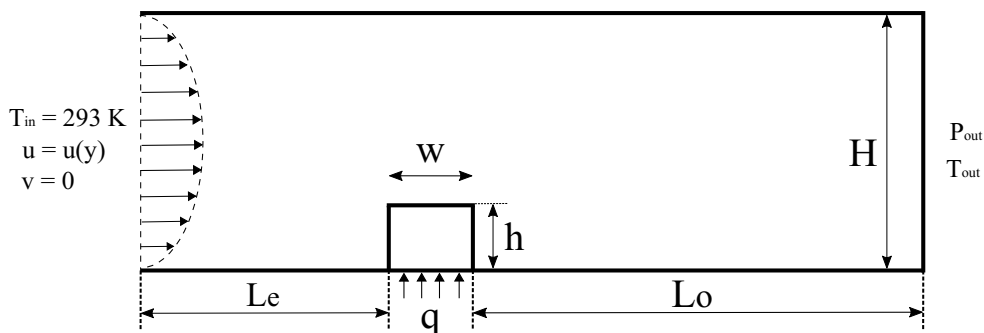 T_in = 293 K
u = u(y)
v = 0
w
h
H
P_out
T_out
Le
q
Lo